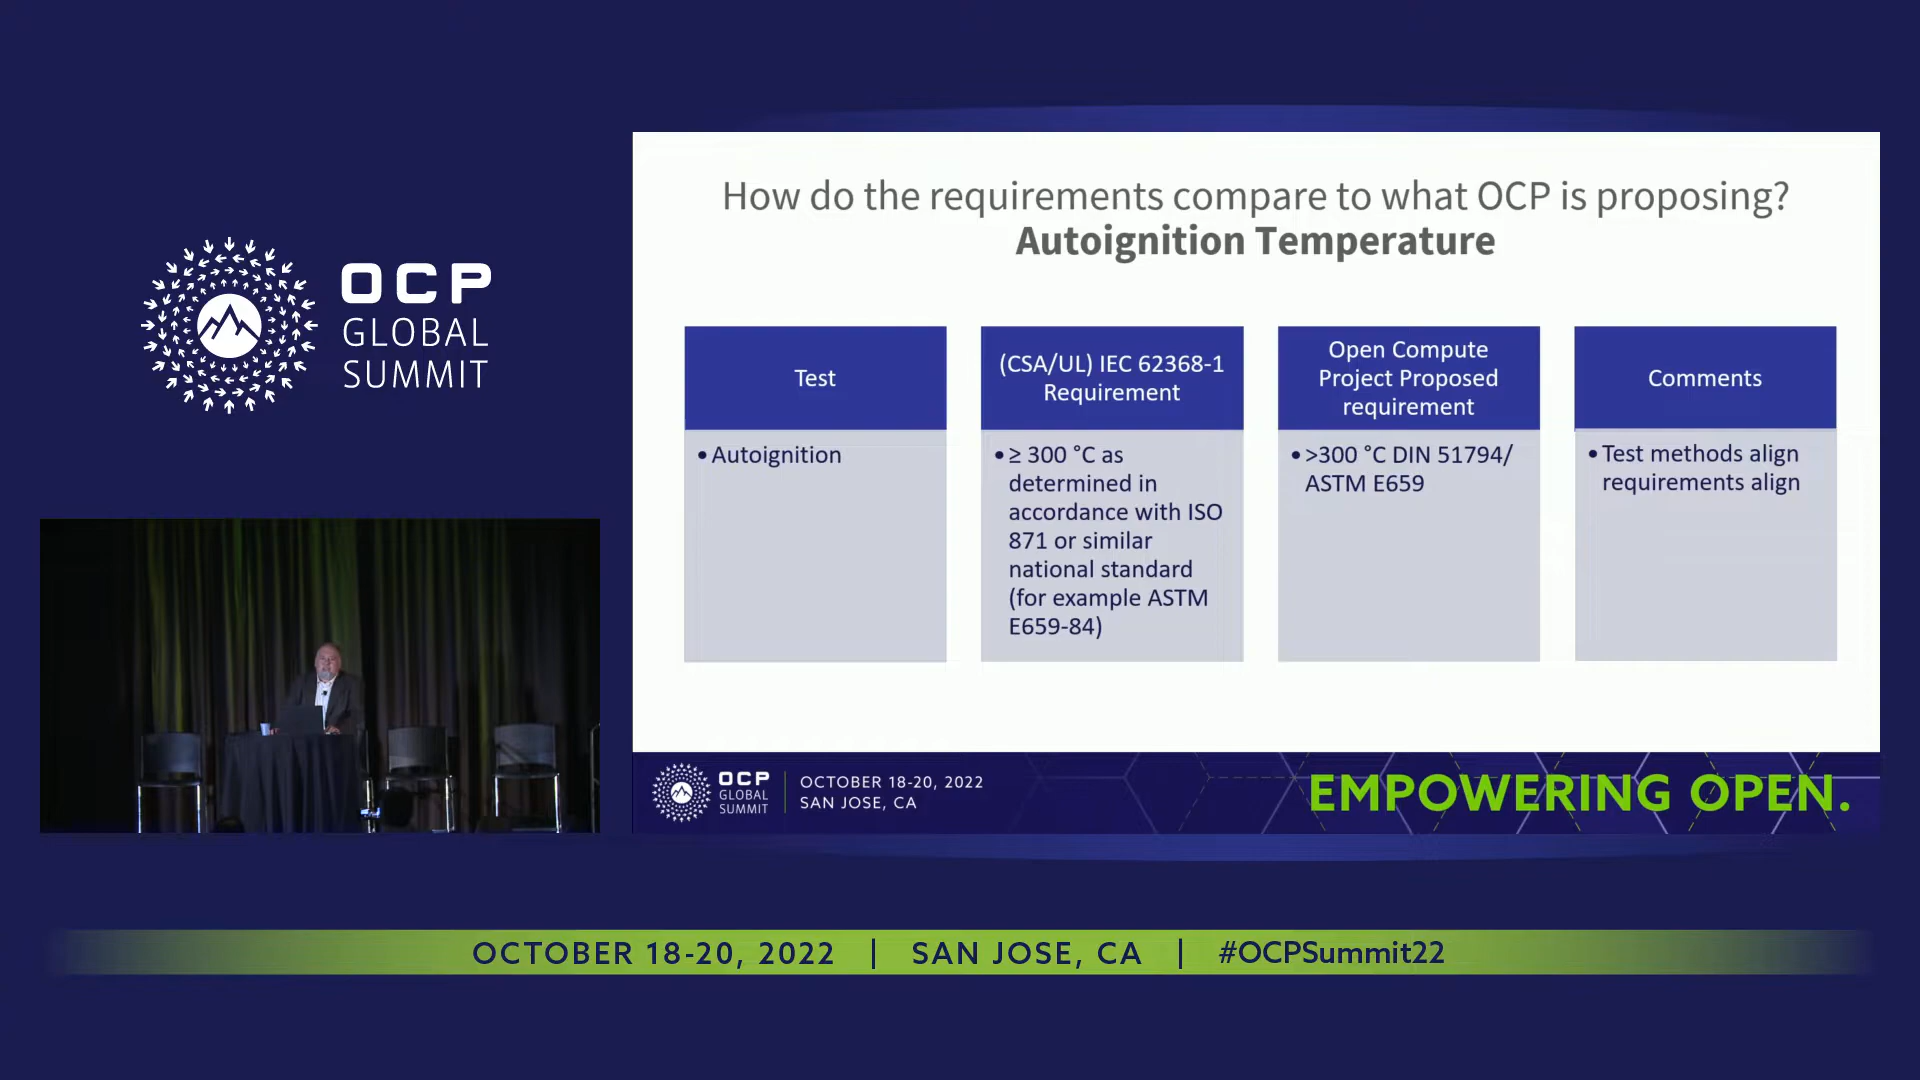 OCP
GLOBAL
SUMMIT
How do the requirements compare to what OCP is proposing?
Autoignition Temperature
Test
• Autoignition
(CSA/UL) IEC 62368-1
Requirement
• ≥ 300 °C as
determined in
accordance with ISO
871 or similar
national standard
(for example ASTM
E659-84)
Open Compute
Project Proposed
requirement
• >300 °C DIN 51794/
ASTM E659
Comments
• Test methods align
requirements align
OCP
GLOBAL
SUMMIT
OCTOBER 18-20, 2022
SAN JOSE, CA
EMPOWERING OPEN.
OCTOBER 18-20, 2022 | SAN JOSE, CA | #OCPSummit22